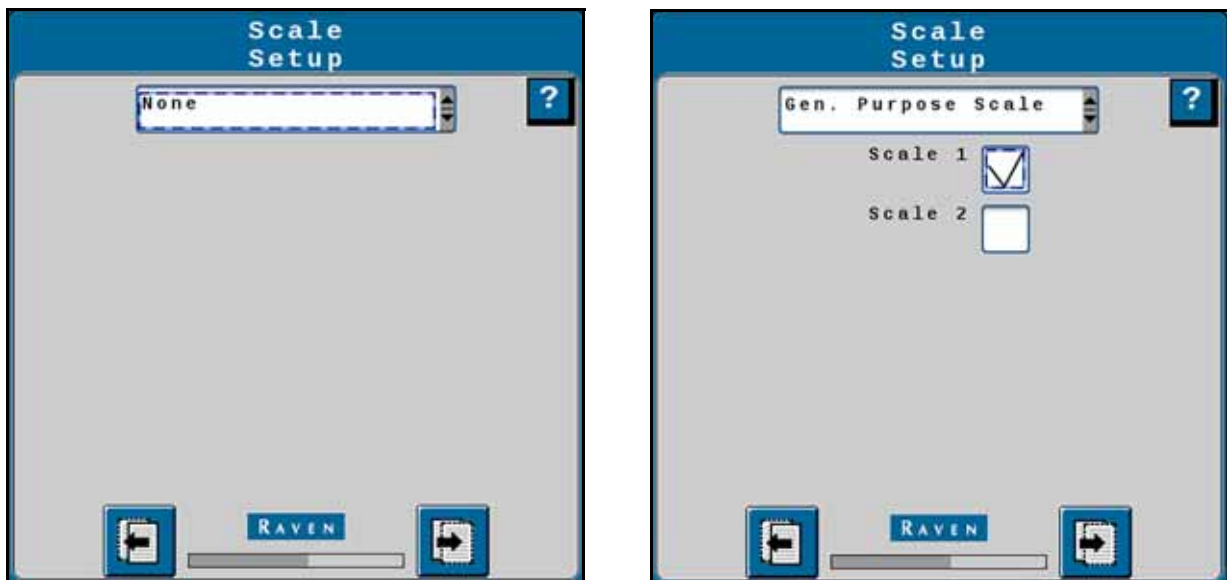 Scale
Setup
None
?
RAVEN
Scale
Setup
Gen. Purpose Scale
?
Scale 1
Scale 2
RAVEN